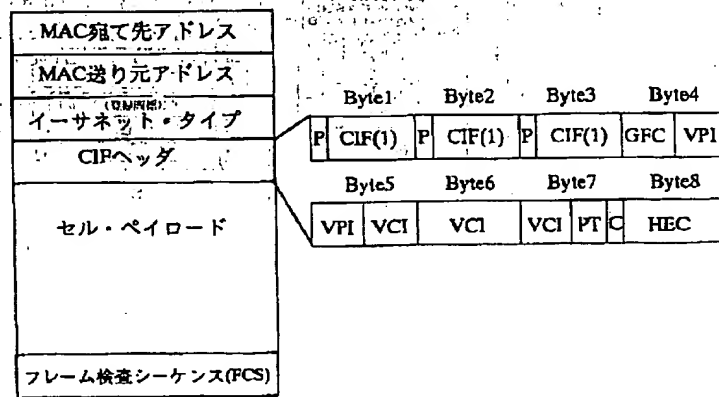 MAC宛て先アドレス
MAC送り元アドレス
(登録商標)
イーサネット・タイプ
CIFヘッダ
セル・ペイロード
フレーム検査シーケンス(FCS)
Byte1 Byte2 Byte3 Byte4
P CIF(1) P CIF(1) P CIF(1) GFC VPI
Byte5 Byte6 Byte7 Byte8
VPI VCI VCI VCI PT C HEC